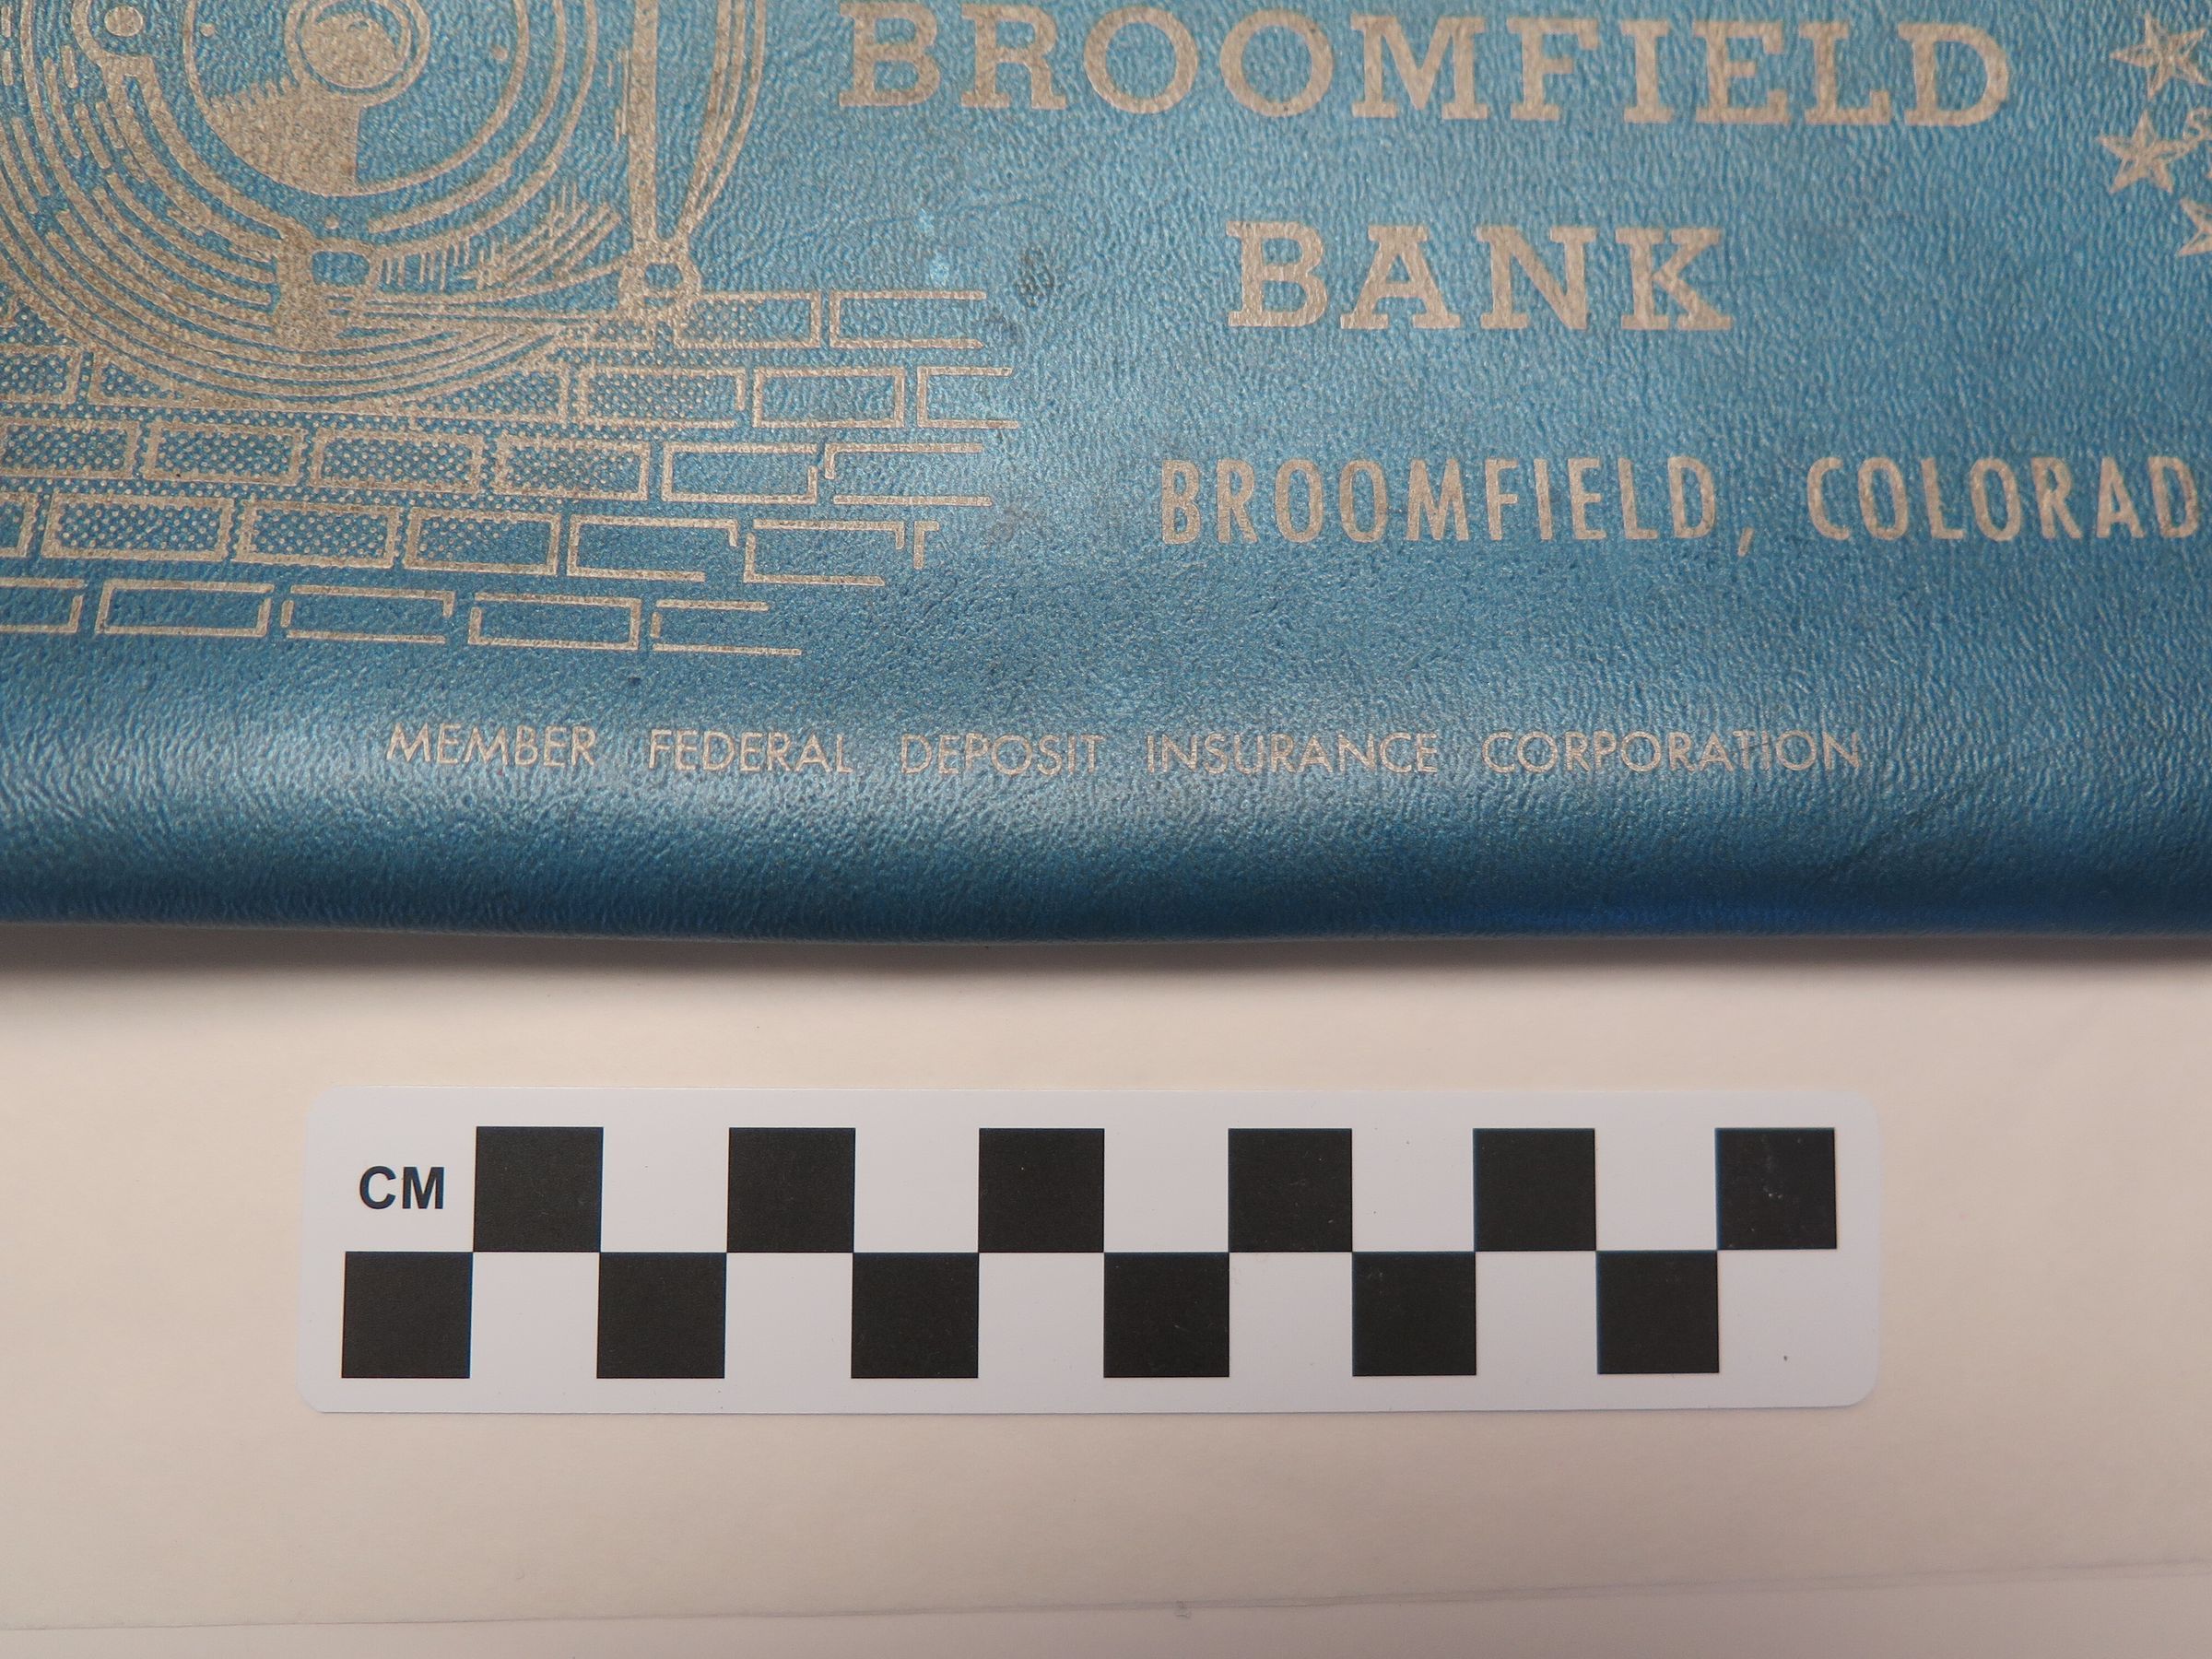 BROOMFIELD
BANK
BROOMFIELD, COLORAD
MEMBER FEDERAL DEPOSIT INSURANCE CORPORATION
CM